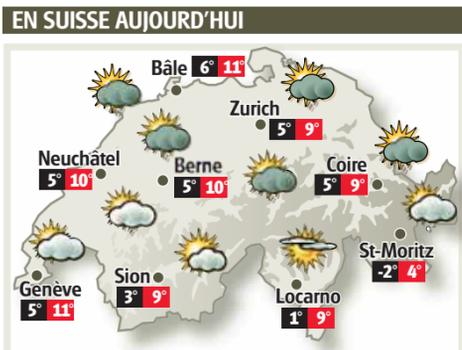 EN SUISSE AUJOURD'HUI
Bâle 6° 11°
Zurich
5° 9°
Neuchâtel
5° 10°
Berne
5° 10°
Coire
5° 9°
St-Moritz
-2° 4°
Genève
5° 11°
Sion
3° 9°
Locarno
1° 9°